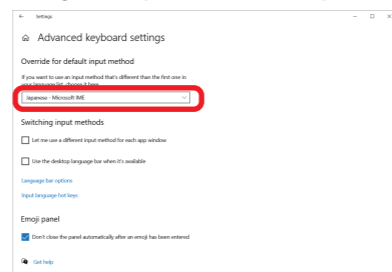 Settings
Advanced keyboard settings
Override for default input method
If you want to use an input method that's different than the first one in
your language list, choose it here
Japanese - Microsoft IME
Switching input methods
Let me use a different input method for each app window
Use the desktop language bar when it's available
Language bar options
Input language hot keys
Emoji panel
Don't close the panel automatically after an emoji has been entered
Get help